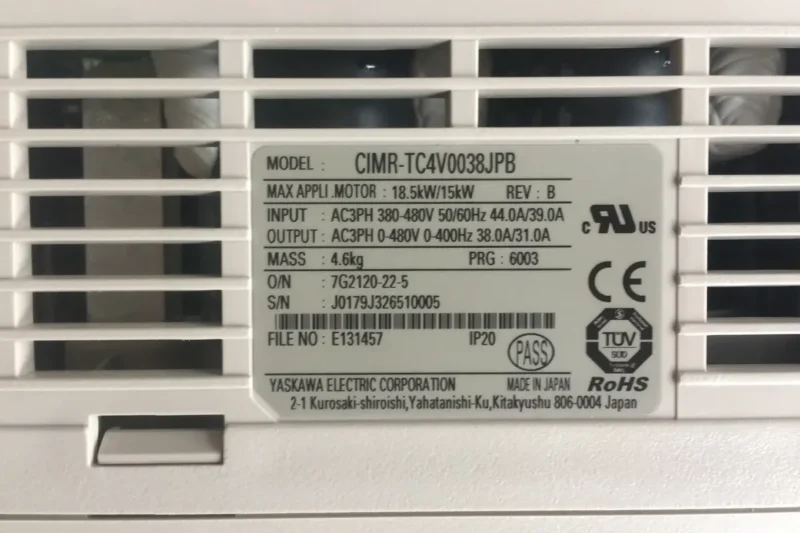 MODEL : CIMR-TC4V0038JPB
MAX APPLI.MOTOR : 18.5kW/15kW REV : B
INPUT : AC3PH 380-480V 50/60Hz 44.0A/39.0A
OUTPUT : AC3PH 0-480V 0-400Hz 38.0A/31.0A
MASS : 4.6kg PRG : 6003
O/N : 7G2120-22-5
S/N : J0179J326510005
FILE NO : E131457 IP20
PASS
YASKAWA ELECTRIC CORPORATION MADE IN JAPAN
2-1 Kurosaki-shiroishi,Yahatanishi-Ku,Kitakyushu 806-0004 Japan
C RU US
CE
TÜV
SÜD
RoHS